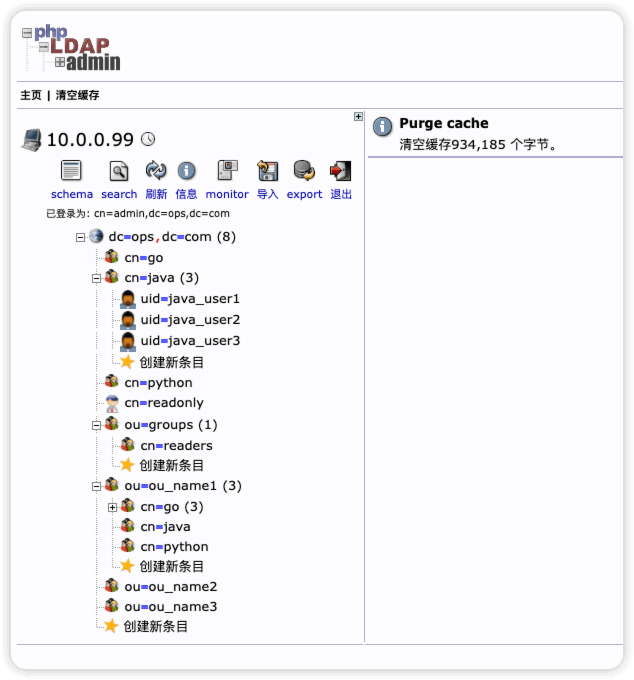 php
LDAP
admin
主页 | 清空缓存
10.0.0.99
schema search 刷新 信息 monitor 导入 export 退出
已登录为: cn=admin,dc=ops,dc=com
dc=ops,dc=com (8)
cn=go
cn=java (3)
uid=java_user1
uid=java_user2
uid=java_user3
创建新条目
cn=python
cn=readonly
ou=groups (1)
cn=readers
创建新条目
ou=ou_name1 (3)
cn=go (3)
cn=java
cn=python
创建新条目
ou=ou_name2
ou=ou_name3
创建新条目
Purge cache
清空缓存934,185 个字节。